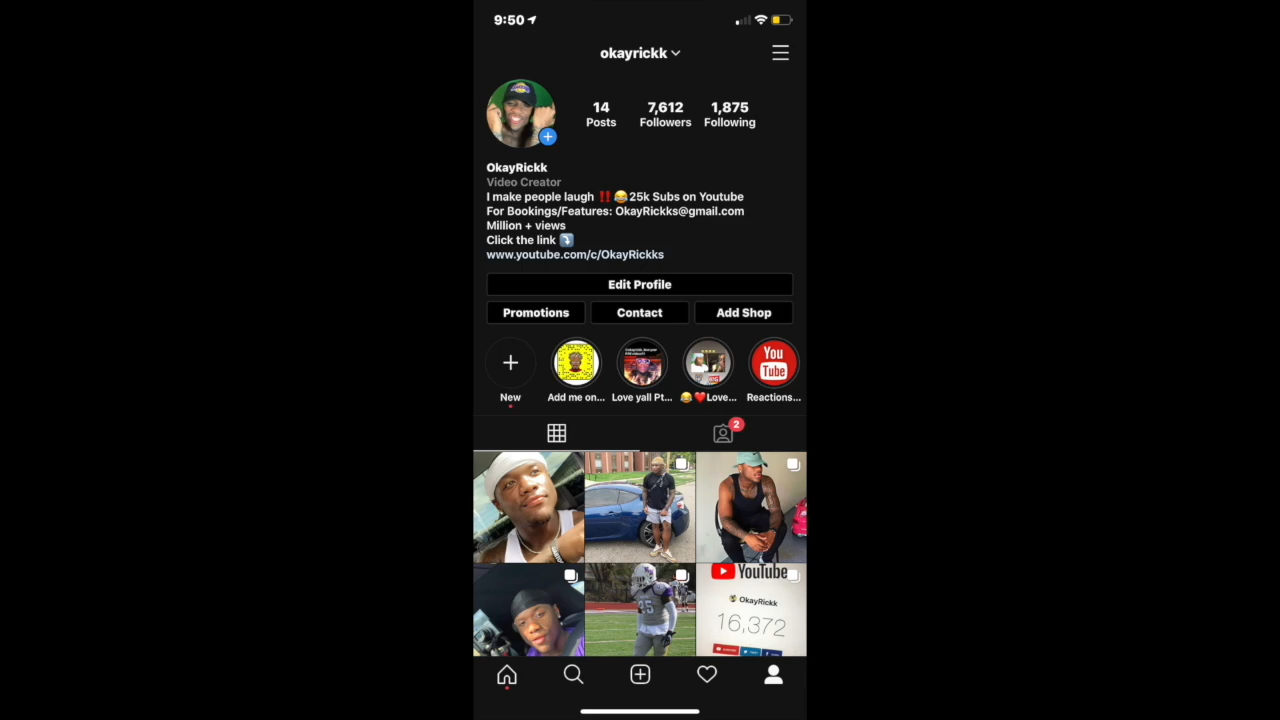 9:50
okayrickk
14
7,612
1,875
Posts
Followers
Following
OkayRickk
Video Creator
I make people laugh ‼️😂25k Subs on Youtube
For Bookings/Features: OkayRickks@gmail.com
Million + views
Click the link ⤵️
www.youtube.com/c/OkayRickks
Edit Profile
Promotions
Contact
Add Shop
You
Tube
New
Add me on...
Love yall Pt...
😂❤️Love...
Reactions...
2
YouTube
OkayRickk
16,372